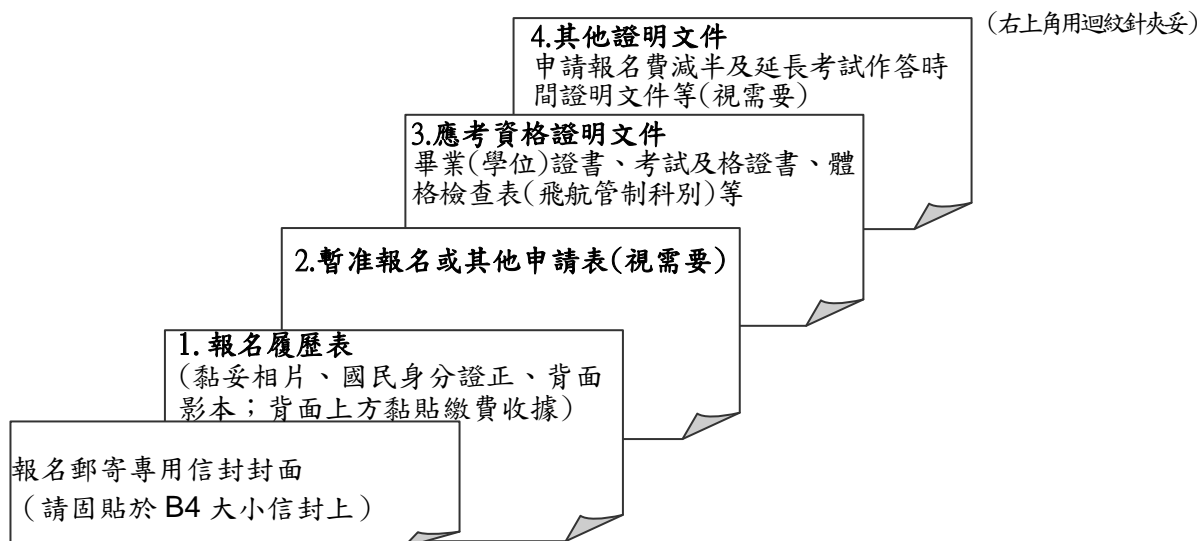 （右上角用迴紋針夾妥）
4.其他證明文件
申請報名費減半及延長考試作答時
間證明文件等(視需要)
3.應考資格證明文件
畢業(學位)證書、考試及格證書、體
格檢查表(飛航管制科別)等
2.暫准報名或其他申請表(視需要)
1.報名履歷表
(黏妥相片、國民身分證正、背面
影本；背面上方黏貼繳費收據)
報名郵寄專用信封封面
（請固貼於 B4 大小信封上）